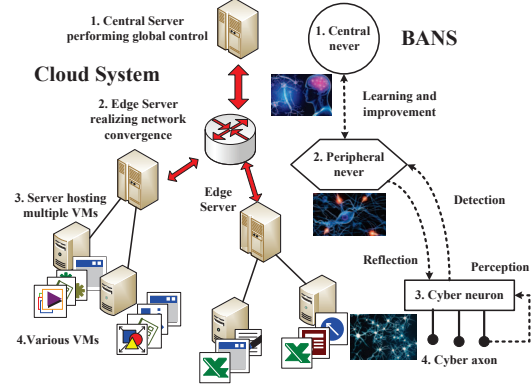 1. Central Server
performing global control
Cloud System
2. Edge Server
realizing network
convergence
Edge
Server
3. Server hosting
multiple VMs
4.Various VMs
BANS
1. Central
never
Learning and
improvement
2. Peripheral
never
Detection
Reflection
Perception
3. Cyber neuron
4. Cyber axon